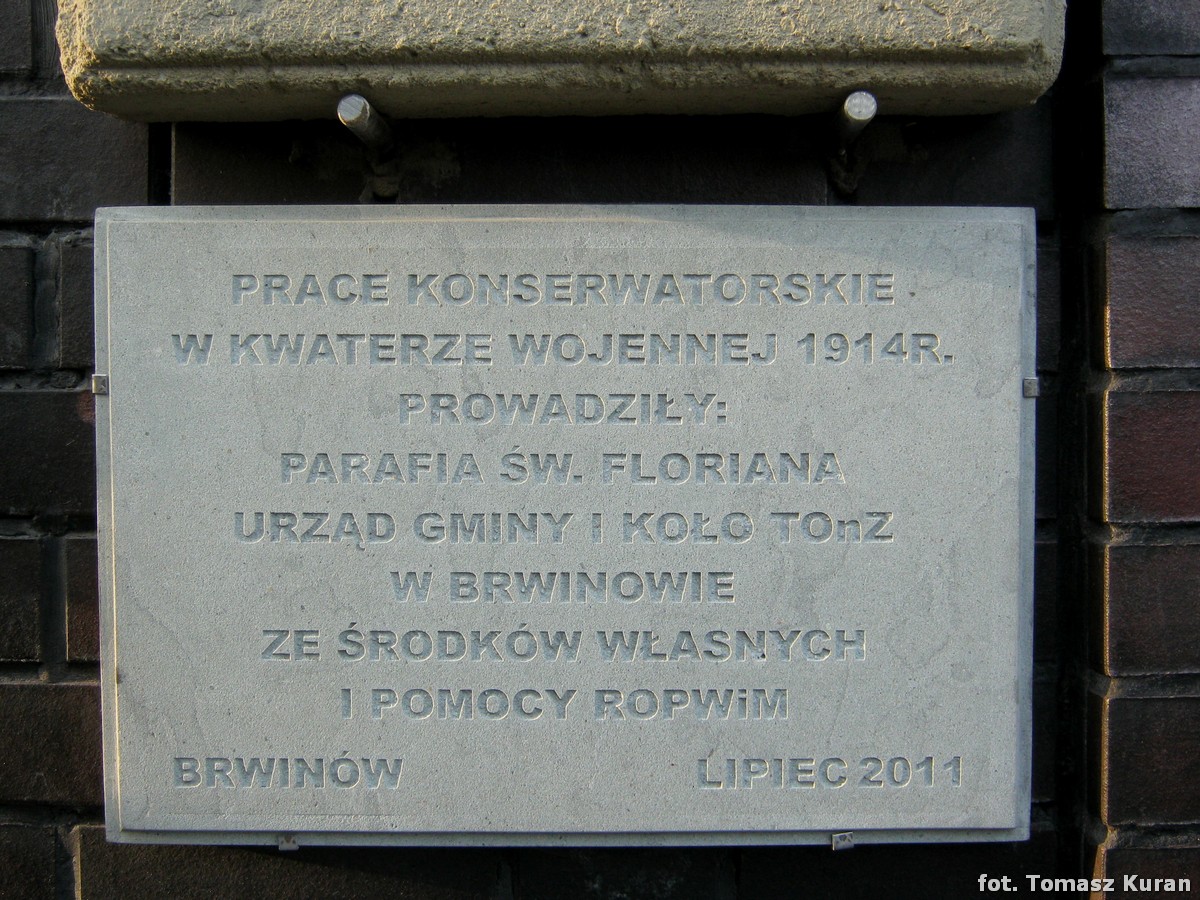 PRACE KONSERWATORSKIE
W KWATERZE WOJENNEJ 1914R.
PROWADZIŁY:
PARAFIA ŚW. FLORIANA
URZĄD GMINY I KOŁO TOnZ
W BRWINOWIE
ZE ŚRODKÓW WŁASNYCH
I POMOCY ROPWiM
BRWINÓW LIPIEC 2011
fot. Tomasz Kuran